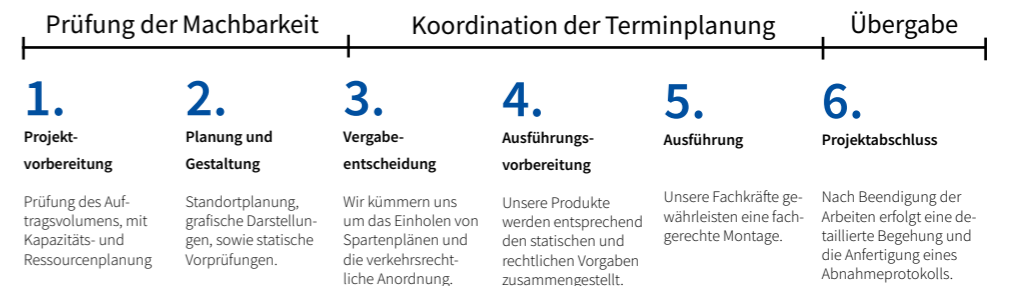 Prüfung der Machbarkeit
Koordination der Terminplanung
Übergabe
1.
Projekt-
vorbereitung
Prüfung des Auf-
tragsvolumens, mit
Kapazitäts- und
Ressourcenplanung
2.
Planung und
Gestaltung
Standortplanung,
grafische Darstellun-
gen, sowie statische
Vorprüfungen.
3.
Vergabe-
entscheidung
Wir kümmern uns
um das Einholen von
Spartenplänen und
die verkehrsrecht-
liche Anordnung.
4.
Ausführungs-
vorbereitung
Unsere Produkte
werden entsprechend
den statischen und
rechtlichen Vorgaben
zusammengestellt.
5.
Ausführung
Unsere Fachkräfte ge-
währleisten eine fach-
gerechte Montage.
6.
Projektabschluss
Nach Beendigung der
Arbeiten erfolgt eine de-
taillierte Begehung und
die Anfertigung eines
Abnahmeprotokolls.